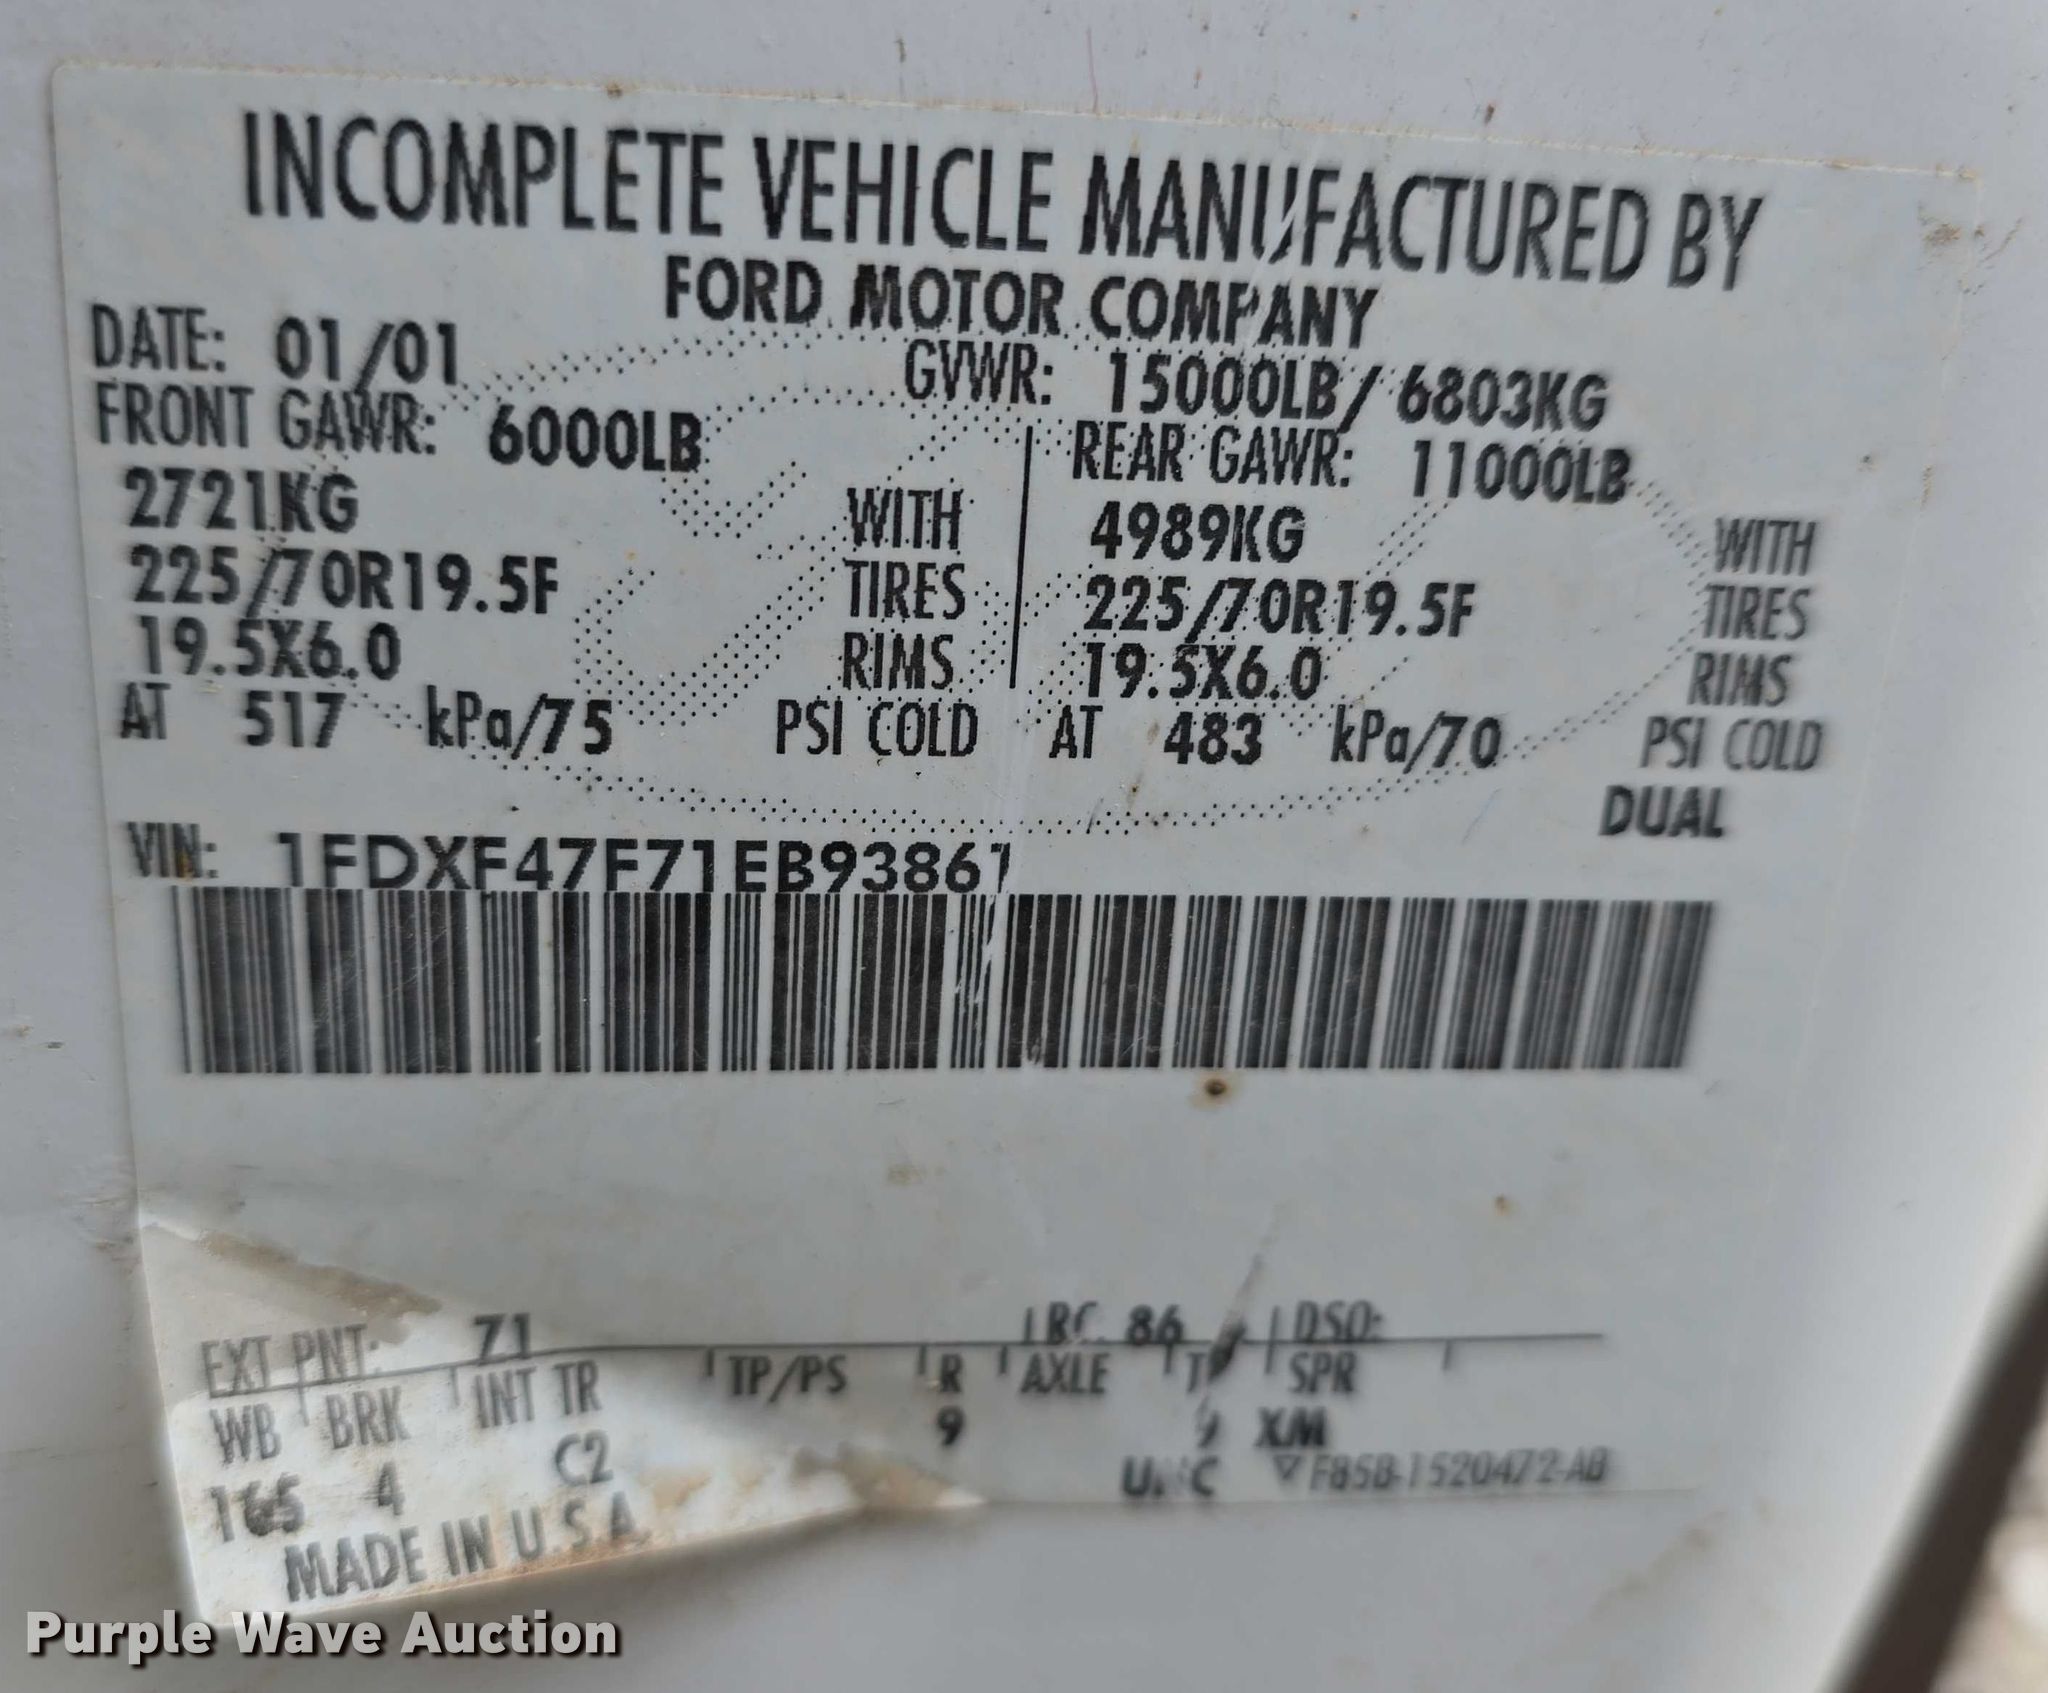 INCOMPLETE VEHICLE MANUFACTURED BY
FORD MOTOR COMPANY
DATE: 01/01 GVWR: 15000LB/ 6803KG
FRONT GAWR: 6000LB REAR GAWR: 11000LB
2721KG WITH 4989KG WITH
225/70R19.5F TIRES 225/70R19.5F TIRES
19.5X6.0 RIMS 19.5X6.0 RIMS
AT 517 kPa/75 PSI COLD AT 483 kPa/70 PSI COLD
DUAL
VIN: 1FDXF47F71EB93861
EXT PNT: 71 RC 86 DSO:
WB BRK INT TR TP/PS R AXLE SPR
165 4 C2 9 XM
MADE IN U.S.A. ▽F85B-1520472-AB
Purple Wave Auction